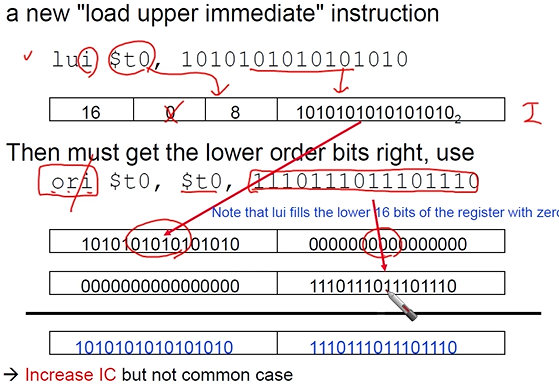 a new "load upper immediate" instruction
lui $t0, 1010101010101010
16 0 8 1010101010101010₂ I
Then must get the lower order bits right, use
ori $t0, $t0, 1110111011101110
Note that lui fills the lower 16 bits of the register with zero
1010101010101010 0000000000000000
0000000000000000 1110111011101110
1010101010101010 1110111011101110
→ Increase IC but not common case